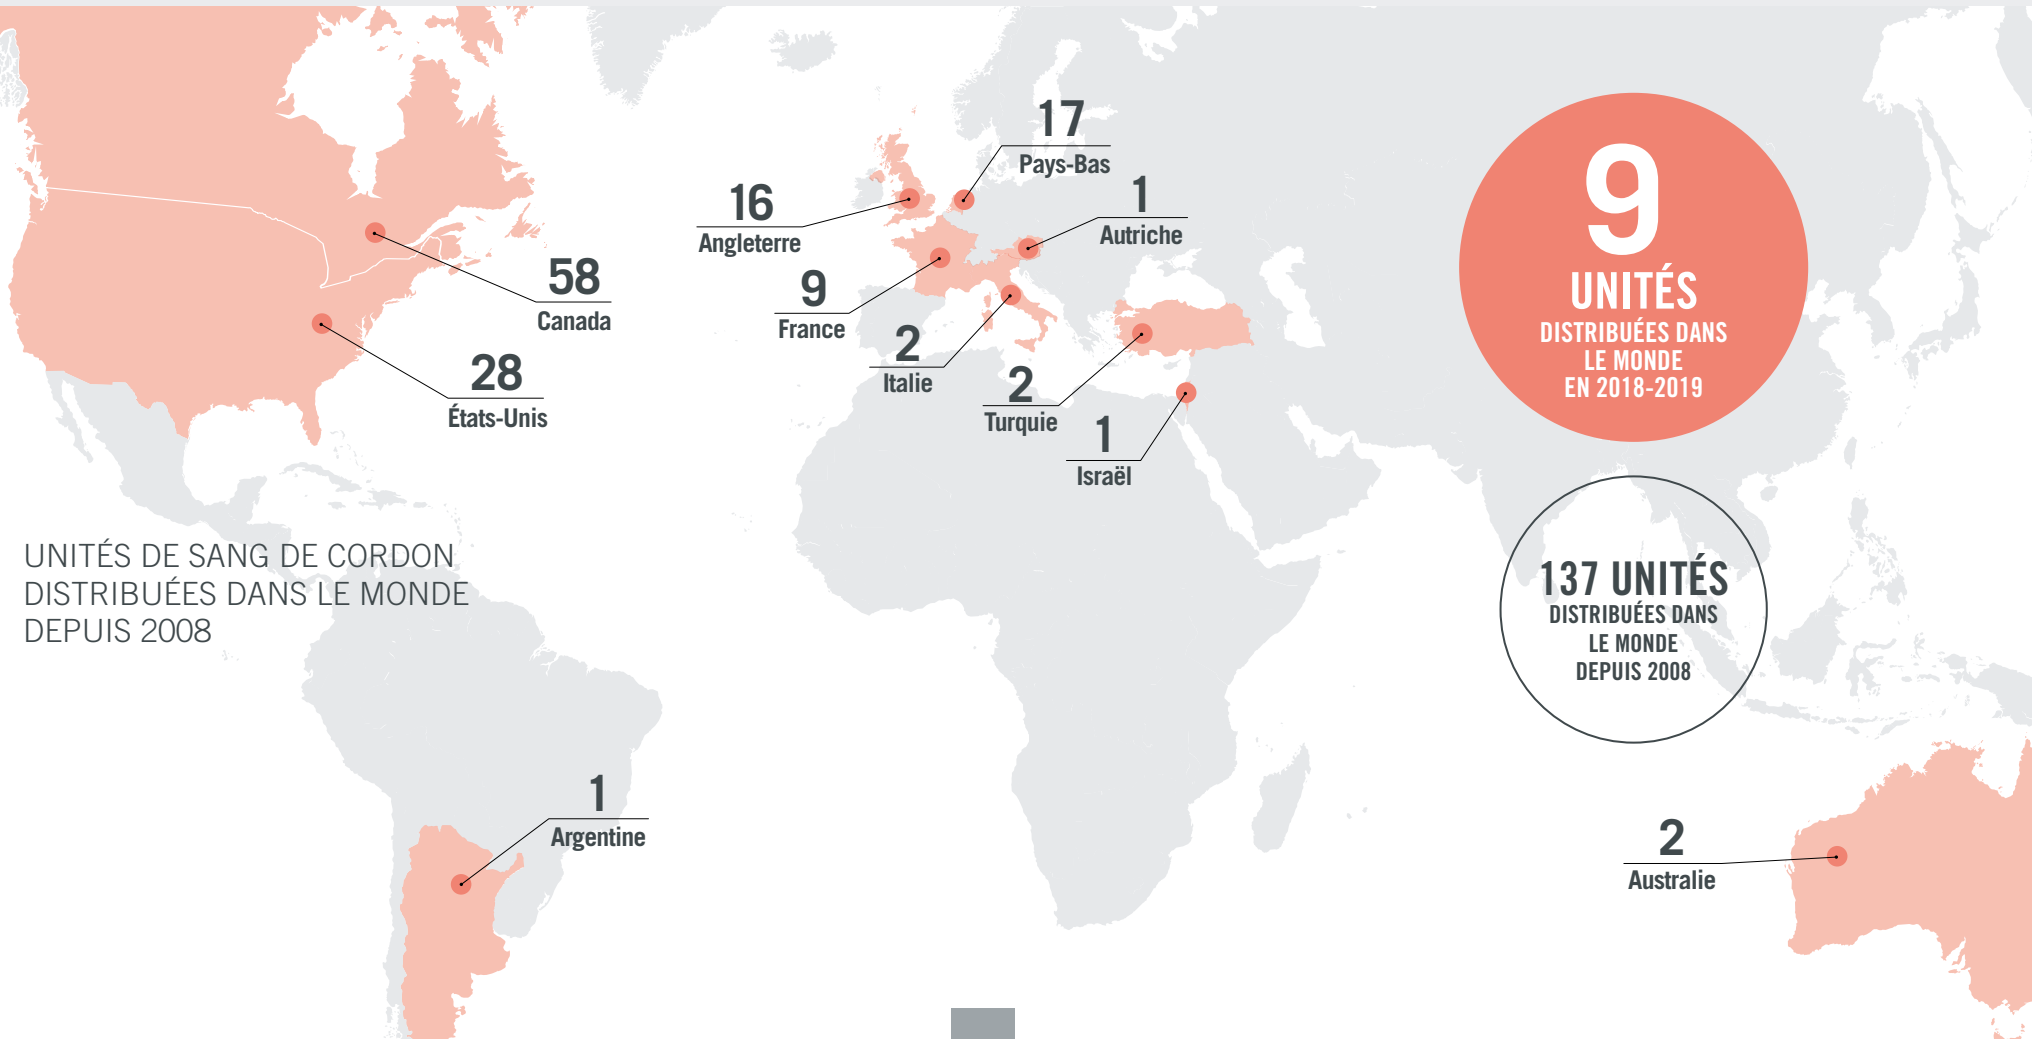 17
Pays-Bas
16
Angleterre
1
Autriche
58
Canada
9
France
28
États-Unis
2
Italie
2
Turquie
1
Israël
9
UNITÉS
DISTRIBUÉES DANS
LE MONDE
EN 2018-2019
UNITÉS DE SANG DE CORDON
DISTRIBUÉES DANS LE MONDE
DEPUIS 2008
137 UNITÉS
DISTRIBUÉES DANS
LE MONDE
DEPUIS 2008
1
Argentine
2
Australie